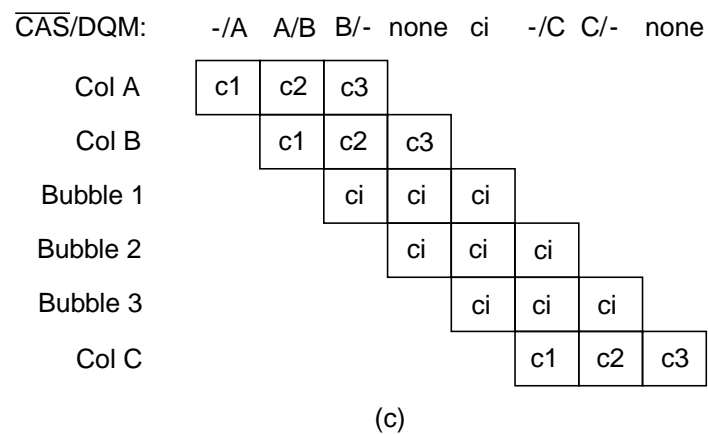 CAS/DQM: -/A A/B B/- none ci -/C C/- none
Col A c1 c2 c3
Col B c1 c2 c3
Bubble 1 ci ci ci
Bubble 2 ci ci ci
Bubble 3 ci ci ci
Col C c1 c2 c3
(c)